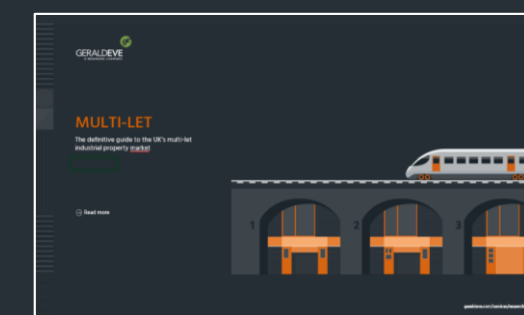 GERALDEVE
MULTI-LET
The definitive guide to the UK's multi-let
industrial property market
Read more
1
2
3